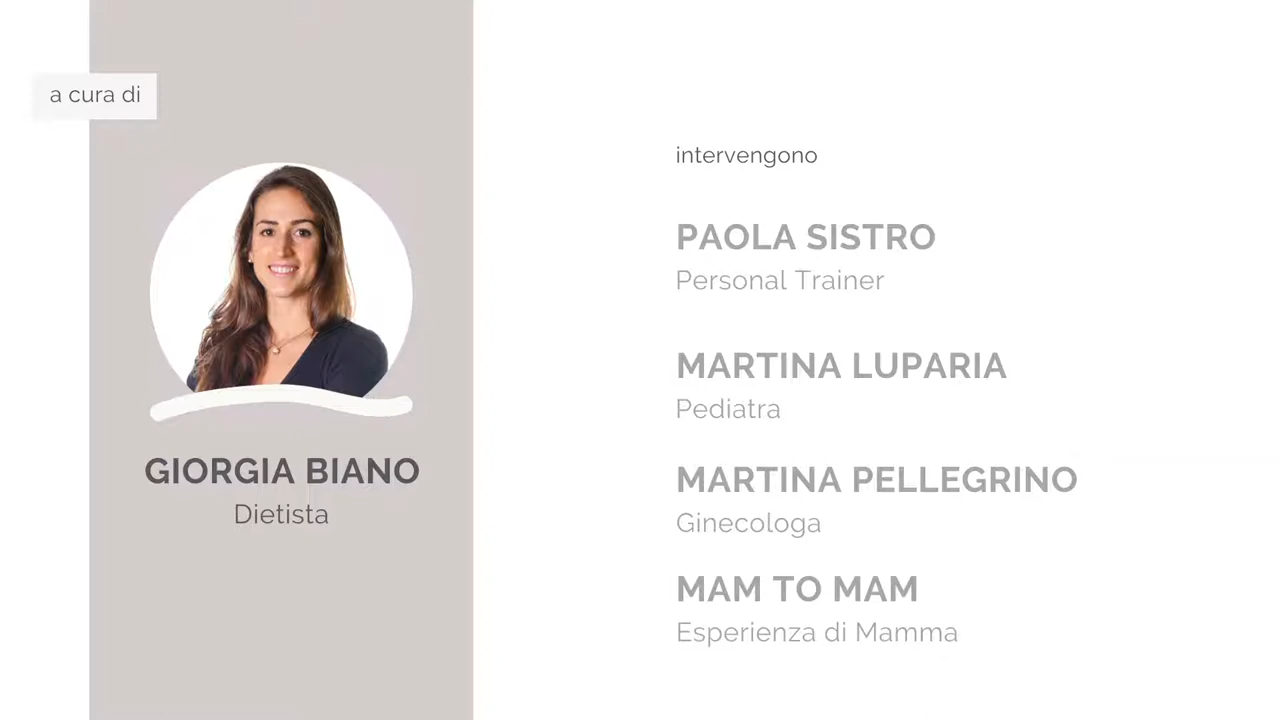 a cura di
GIORGIA BIANO
Dietista
intervengono
PAOLA SISTRO
Personal Trainer
MARTINA LUPARIA
Pediatra
MARTINA PELLEGRINO
Ginecologa
MAM TO MAM
Esperienza di Mamma